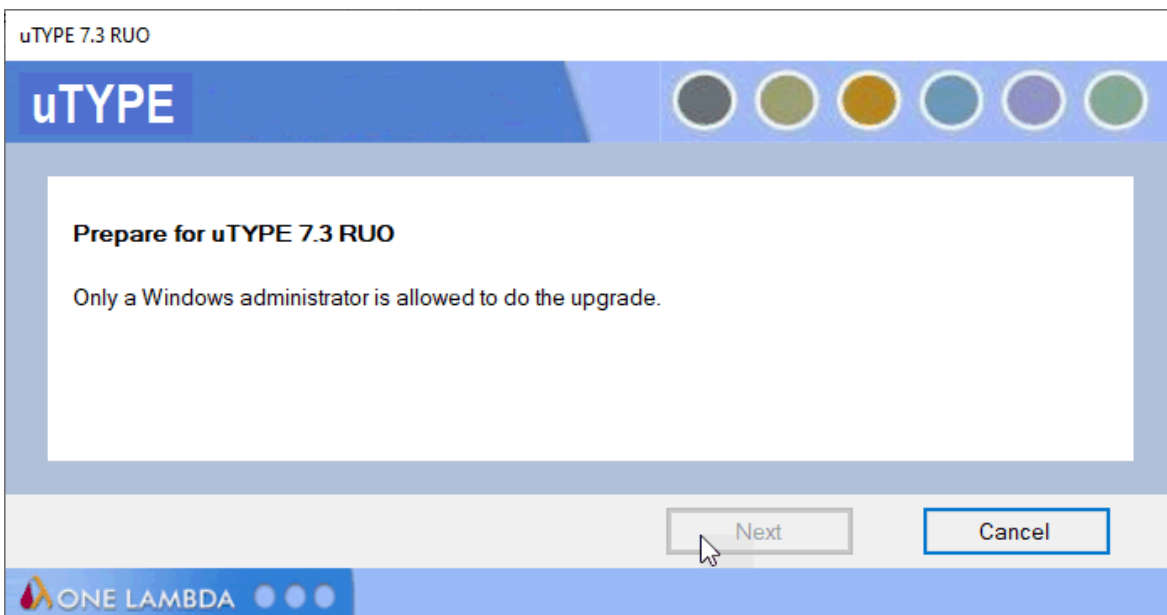 uTYPE 7.3 RUO
uTYPE
Prepare for uTYPE 7.3 RUO
Only a Windows administrator is allowed to do the upgrade.
Next
Cancel
ONE LAMBDA